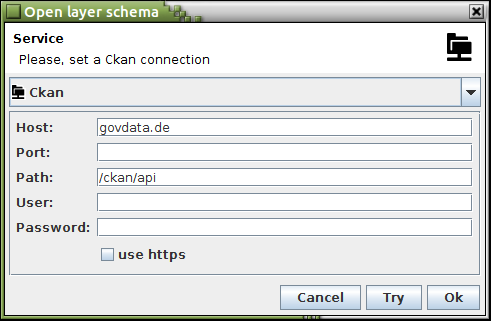 Open layer schema
Service
Please, set a Ckan connection
Ckan
Host: govdata.de
Port:
Path: /ckan/api
User:
Password:
use https
Cancel Try Ok